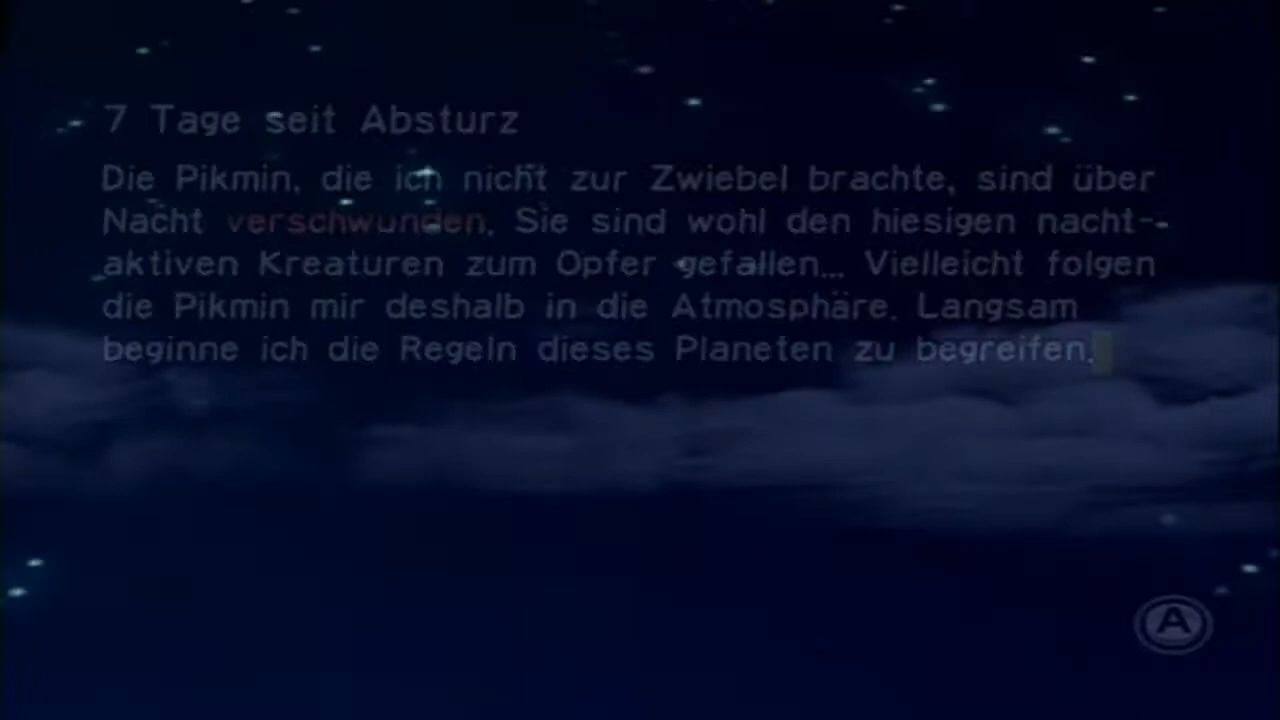 7 Tage seit Absturz
Die Pikmin, die ich nicht zur Zwiebel brachte, sind über
Nacht verschwunden. Sie sind wohl den hiesigen nacht-
aktiven Kreaturen zum Opfer gefallen... Vielleicht folgen
die Pikmin mir deshalb in die Atmosphäre. Langsam
beginne ich die Regeln dieses Planeten zu begreifen.
A